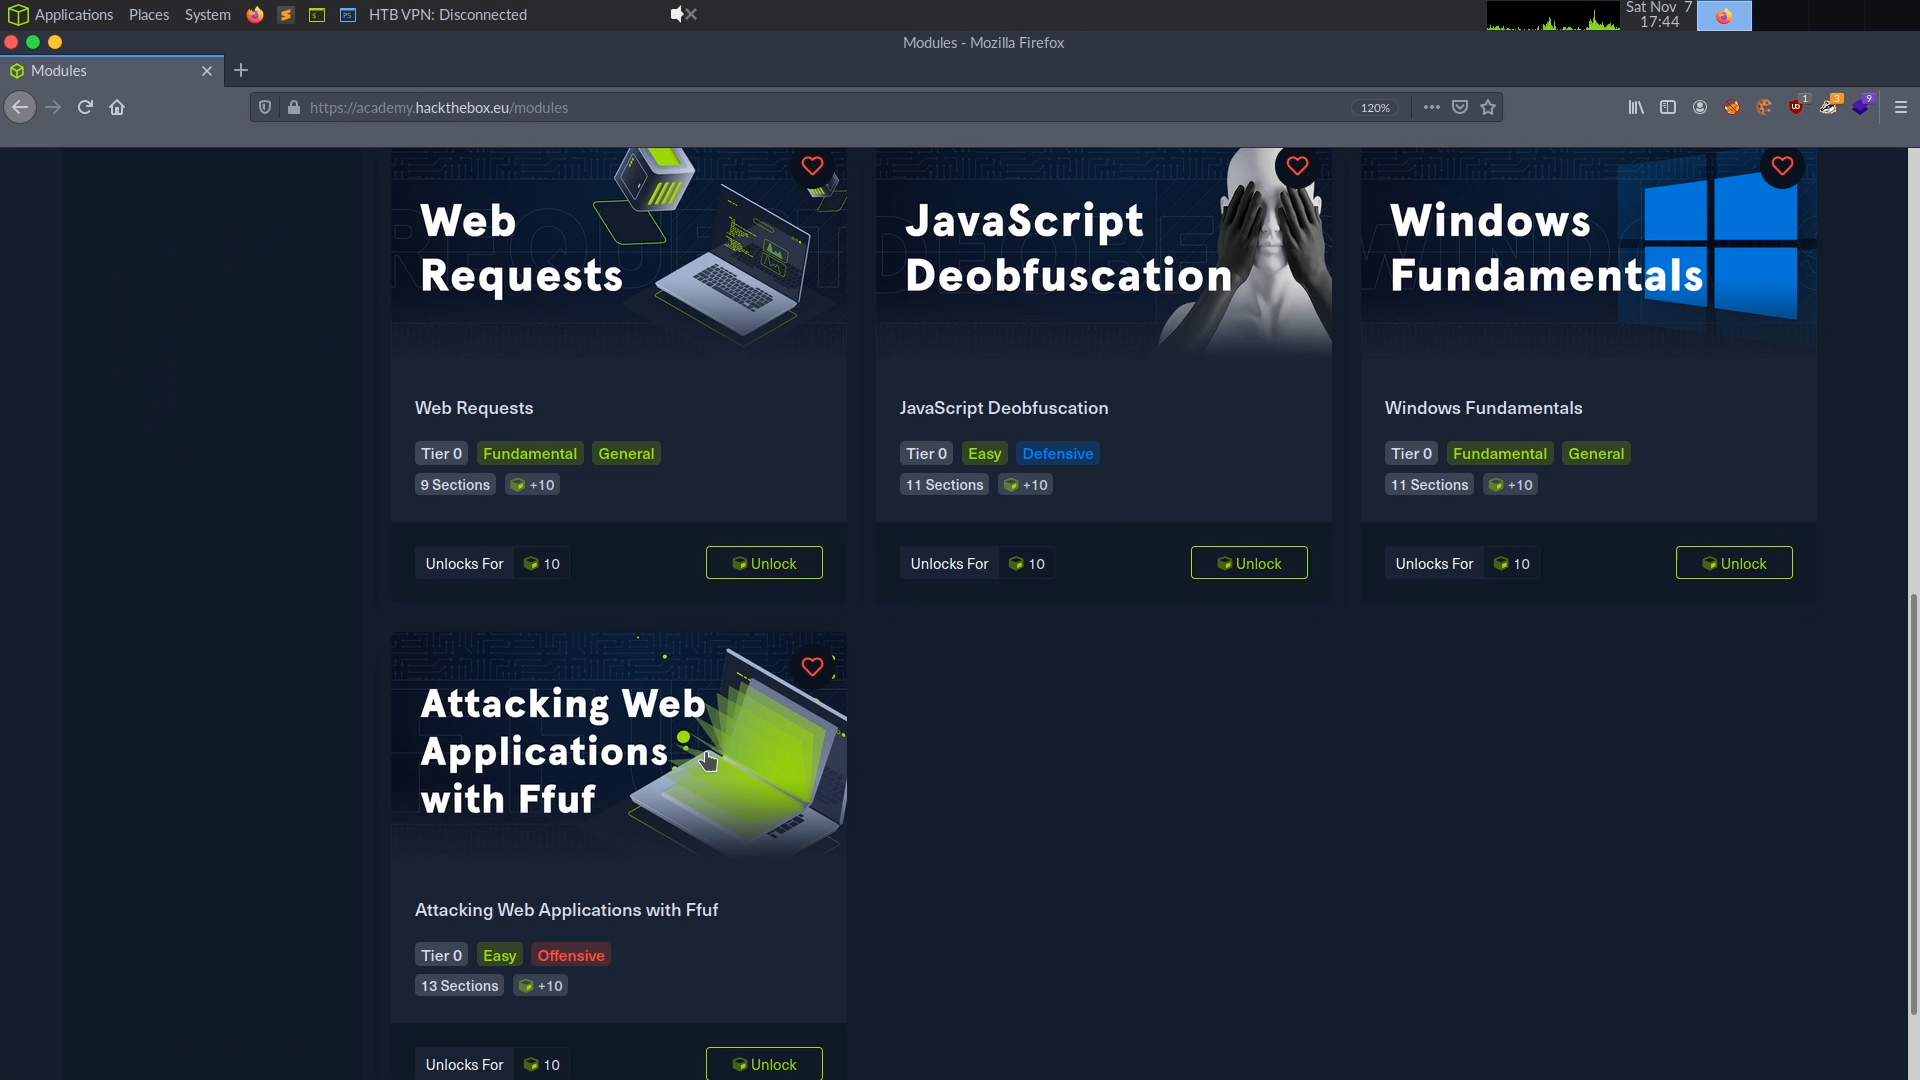 Applications Places System HTB VPN: Disconnected Sat Nov 7
17:44
Modules - Mozilla Firefox
Modules
https://academy.hackthebox.eu/modules 120% 1 3 9
Web
Requests
JavaScript
Deobfuscation
Windows
Fundamentals
Web Requests
JavaScript Deobfuscation
Windows Fundamentals
Tier 0 Fundamental General
9 Sections +10
Tier 0 Easy Defensive
11 Sections +10
Tier 0 Fundamental General
11 Sections +10
Unlocks For 10 Unlock
Unlocks For 10 Unlock
Unlocks For 10 Unlock
Attacking Web
Applications
with Ffuf
Attacking Web Applications with Ffuf
Tier 0 Easy Offensive
13 Sections +10
Unlocks For 10 Unlock